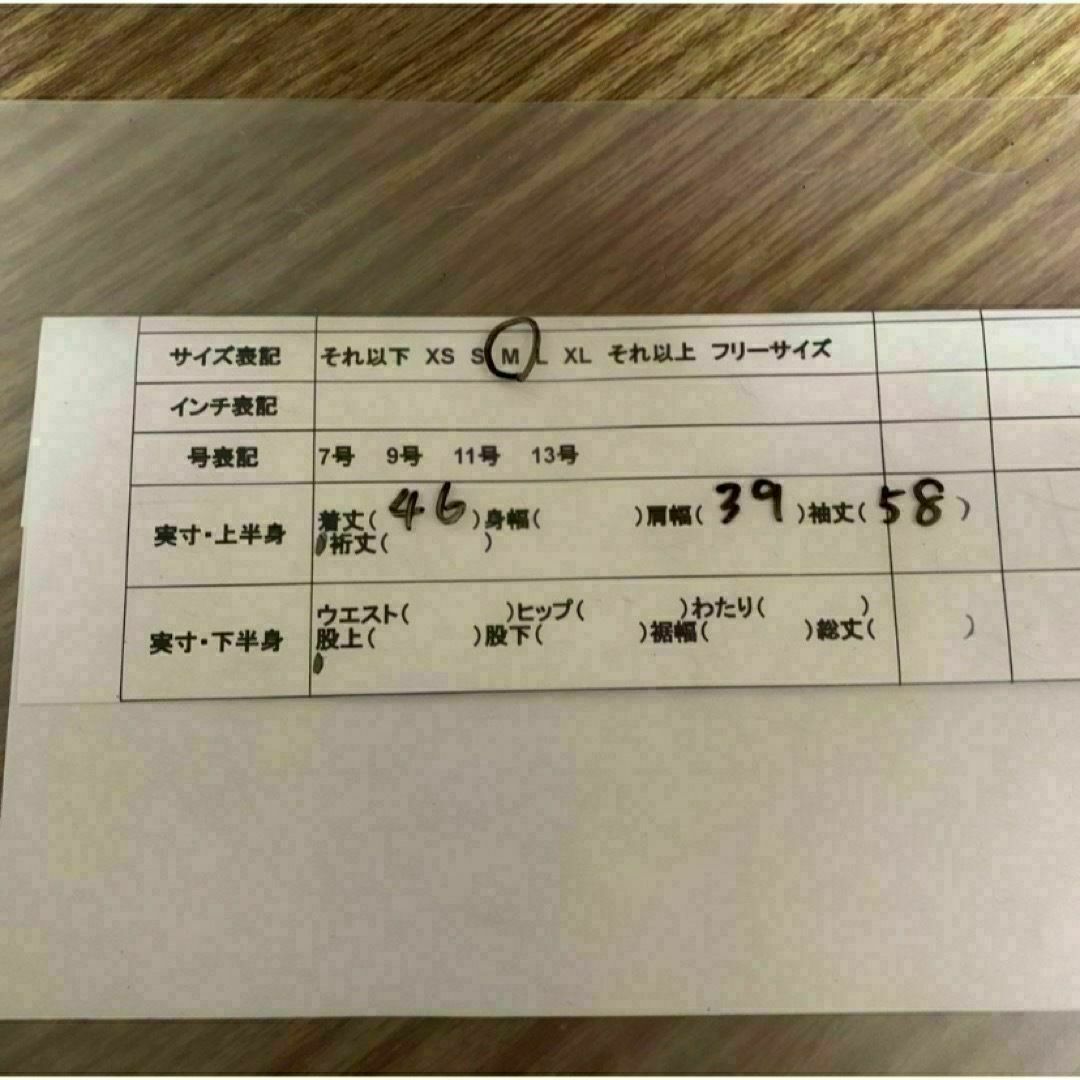 サイズ表記 それ以下 XS S M L XL それ以上 フリーサイズ
インチ表記
号表記 7号 9号 11号 13号
実寸・上半身 着丈( 46 )身幅( )肩幅( 39 )袖丈( 58 )
裄丈( )
実寸・下半身 ウエスト( )ヒップ( )わたり( )
股上( )股下( )裾幅( )総丈( )